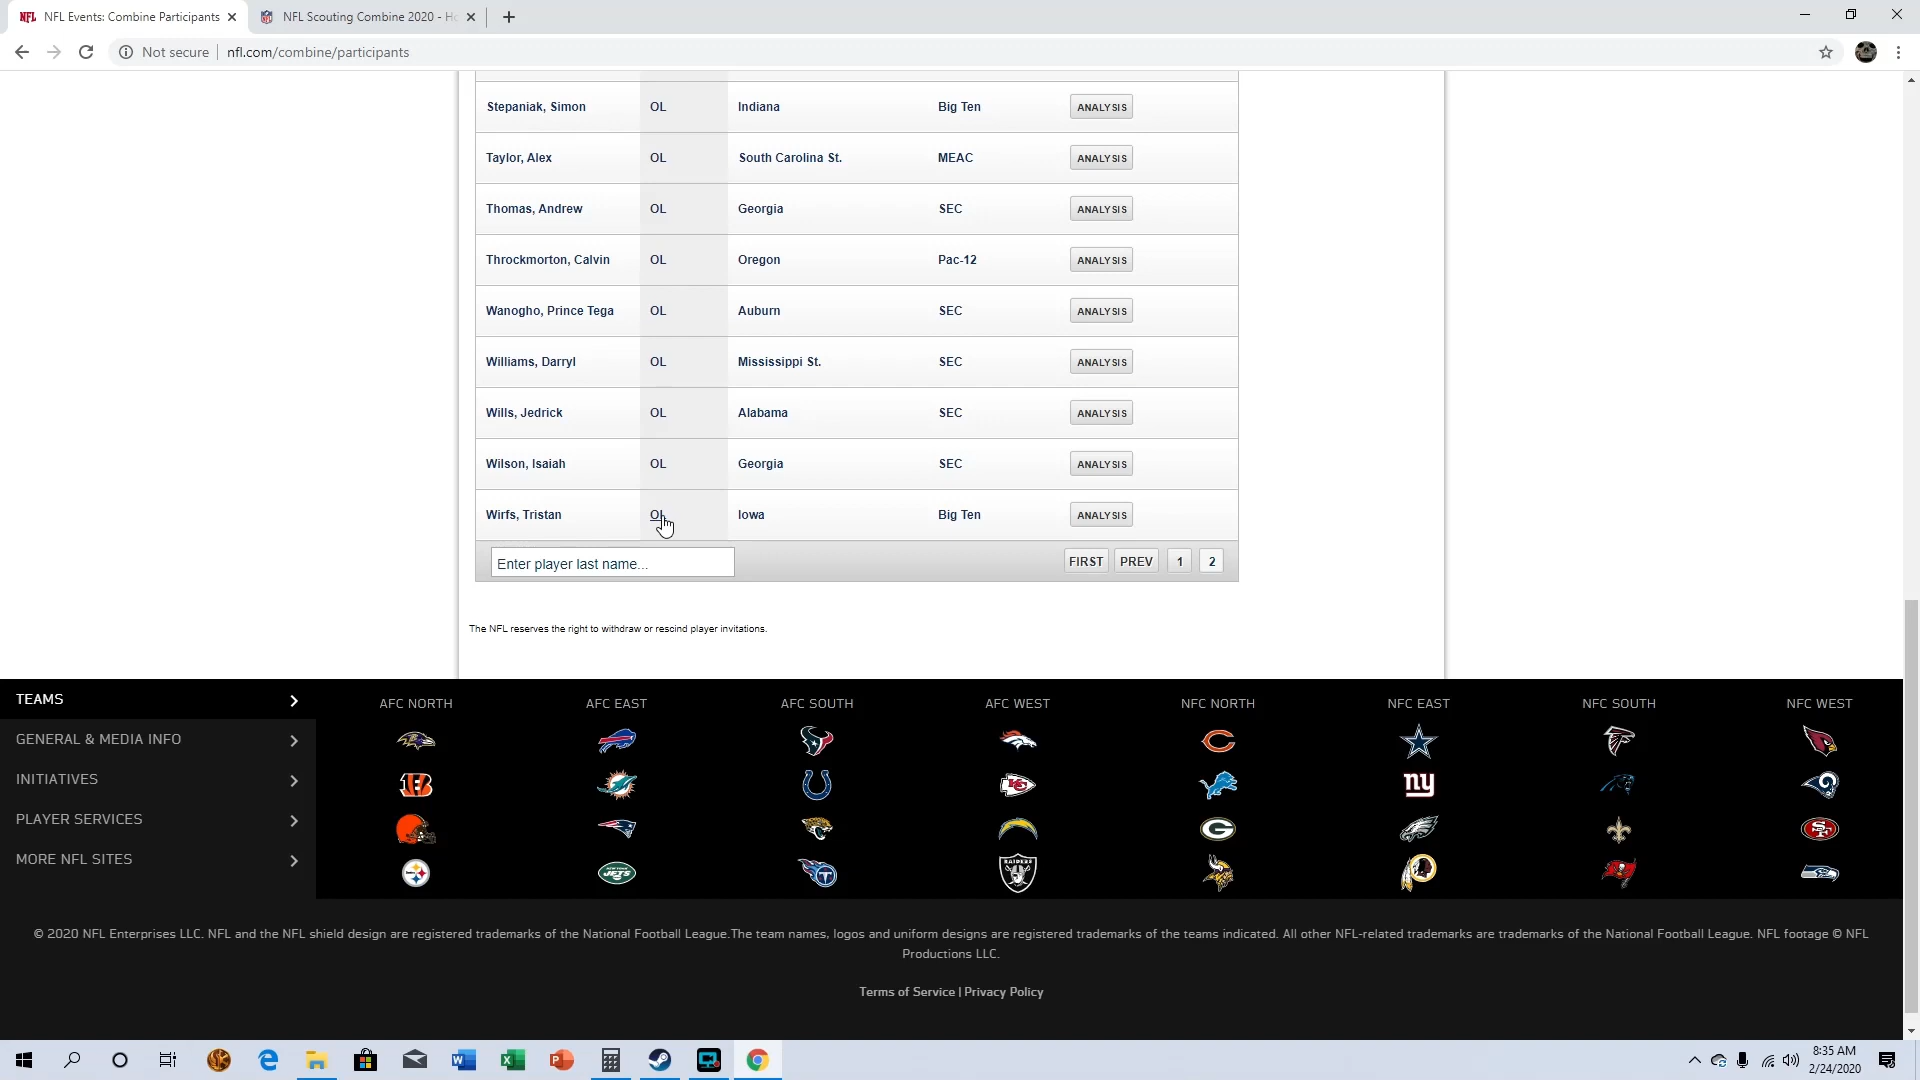 NFL Events: Combine Participants
NFL Scouting Combine 2020 - Ho
Not secure | nfl.com/combine/participants
Stepaniak, Simon OL Indiana Big Ten ANALYSIS
Taylor, Alex OL South Carolina St. MEAC ANALYSIS
Thomas, Andrew OL Georgia SEC ANALYSIS
Throckmorton, Calvin OL Oregon Pac-12 ANALYSIS
Wanogho, Prince Tega OL Auburn SEC ANALYSIS
Williams, Darryl OL Mississippi St. SEC ANALYSIS
Wills, Jedrick OL Alabama SEC ANALYSIS
Wilson, Isaiah OL Georgia SEC ANALYSIS
Wirfs, Tristan OL Iowa Big Ten ANALYSIS
Enter player last name... FIRST PREV 1 2
The NFL reserves the right to withdraw or rescind player invitations.
TEAMS
GENERAL & MEDIA INFO
INITIATIVES
PLAYER SERVICES
MORE NFL SITES
AFC NORTH AFC EAST AFC SOUTH AFC WEST NFC NORTH NFC EAST NFC SOUTH NFC WEST
ny
JETS
RAIDERS
© 2020 NFL Enterprises LLC. NFL and the NFL shield design are registered trademarks of the National Football League.The team names, logos and uniform designs are registered trademarks of the teams indicated. All other NFL-related trademarks are trademarks of the National Football League. NFL footage © NFL
Productions LLC.
Terms of Service | Privacy Policy
8:35 AM
2/24/2020